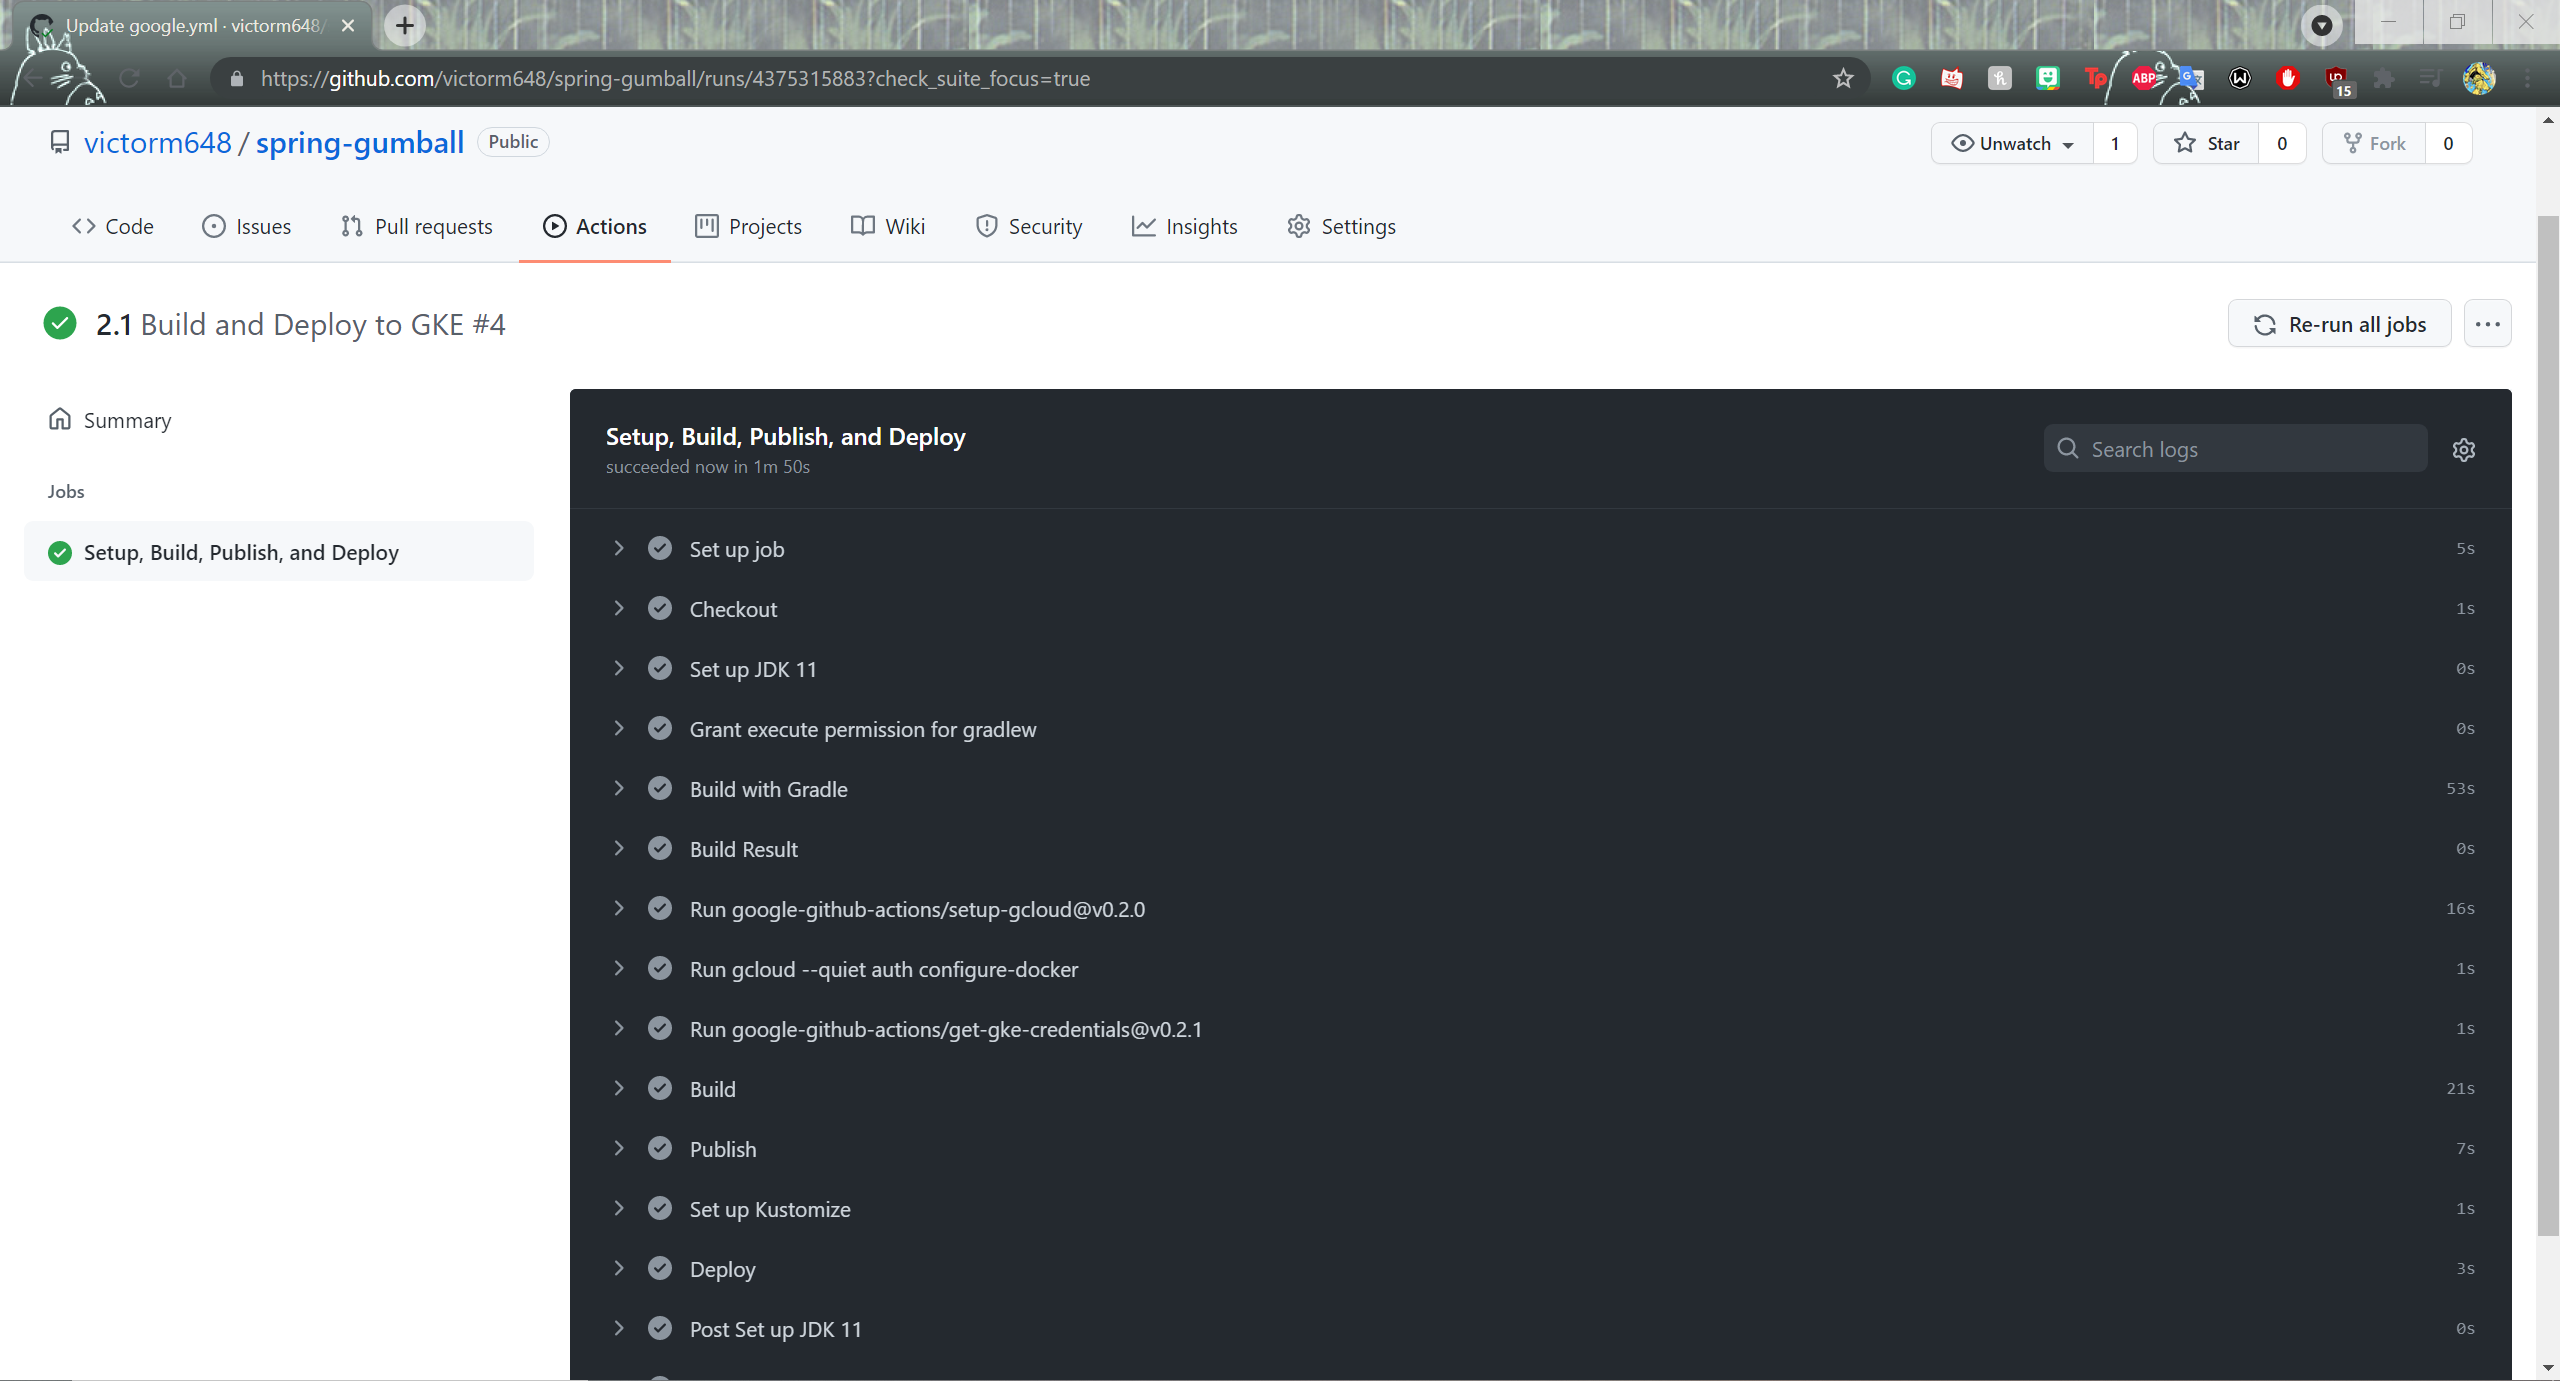 Update google.yml · victorm648/
https://github.com/victorm648/spring-gumball/runs/4375315883?check_suite_focus=true
Tp ABP G W 15
victorm648 / spring-gumball Public
Unwatch 1 Star 0 Fork 0
Code Issues Pull requests Actions Projects Wiki Security Insights Settings
2.1 Build and Deploy to GKE #4
Re-run all jobs
Summary
Jobs
Setup, Build, Publish, and Deploy
Setup, Build, Publish, and Deploy
succeeded now in 1m 50s
Search logs
Set up job 5s
Checkout 1s
Set up JDK 11 0s
Grant execute permission for gradlew 0s
Build with Gradle 53s
Build Result 0s
Run google-github-actions/setup-gcloud@v0.2.0 16s
Run gcloud --quiet auth configure-docker 1s
Run google-github-actions/get-gke-credentials@v0.2.1 1s
Build 21s
Publish 7s
Set up Kustomize 1s
Deploy 3s
Post Set up JDK 11 0s